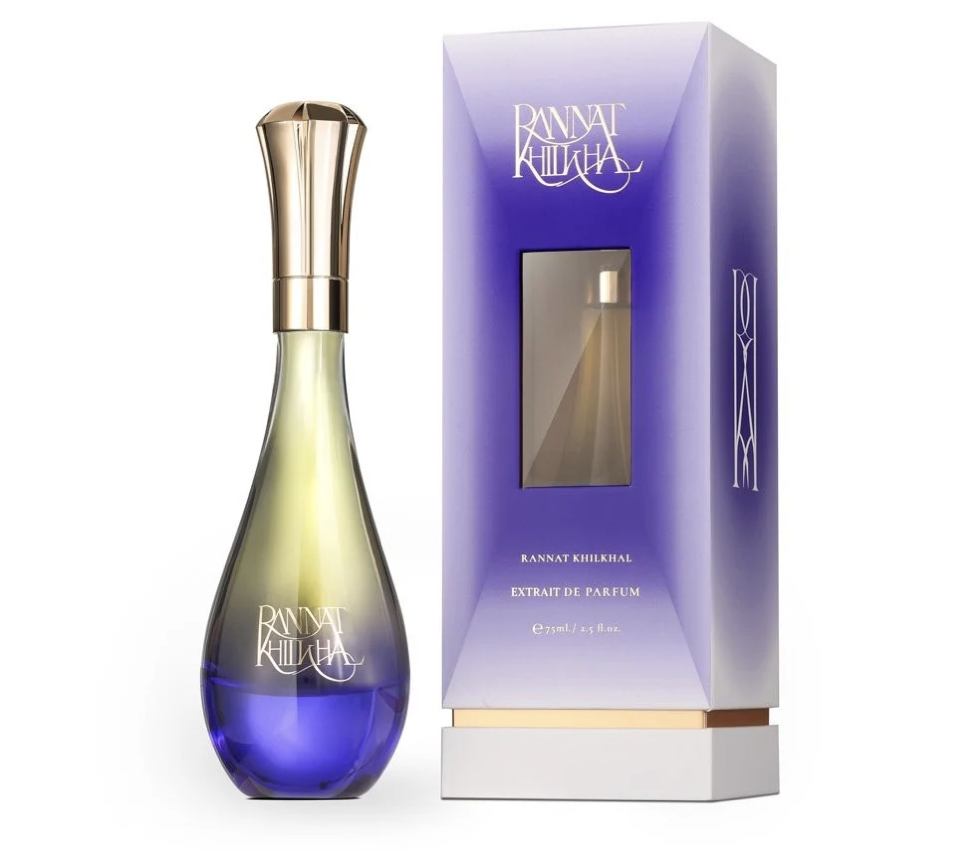 RANNAT
KHILKHAL
RANNAT
KHILKHAL
RANNAT KHILKHAL
EXTRAIT DE PARFUM
℮ 75ml./ 2.5 fl.oz.